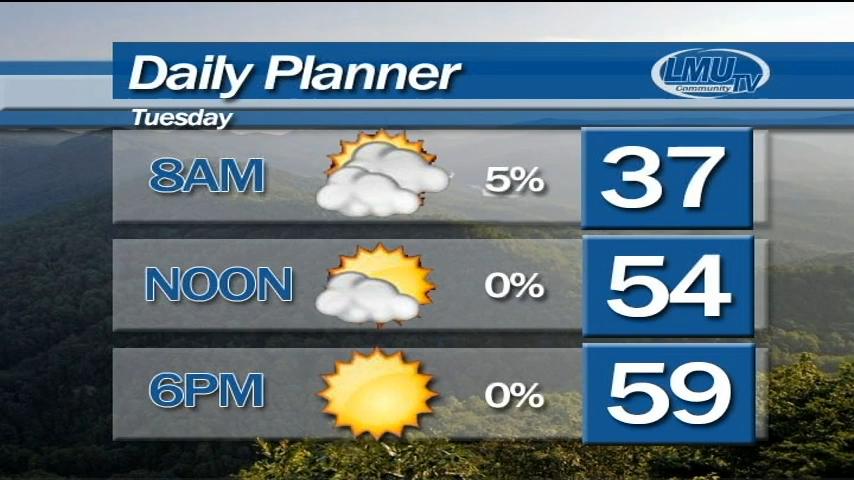 Daily Planner
LMU TV
Community
Tuesday
8AM 5% 37
NOON 0% 54
6PM 0% 59